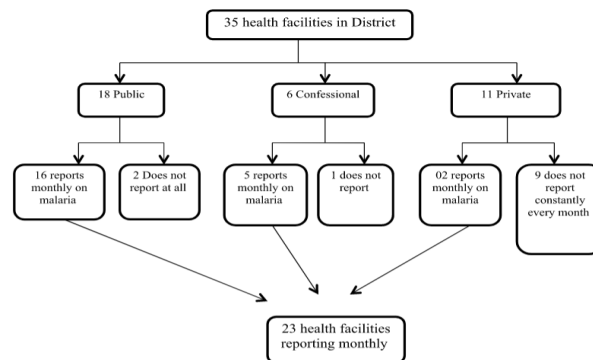 35 health facilities in District
18 Public
6 Confessional
11 Private
16 reports
monthly on
malaria
2 Does not
report at all
5 reports
monthly on
malaria
1 does not
report
02 reports
monthly on
malaria
9 does not
report
constantly
every month
23 health facilities
reporting monthly